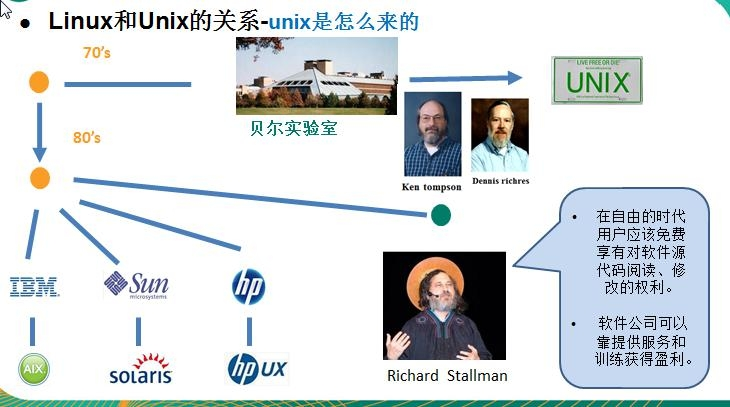 Linux和Unix的关系-unix是怎么来的
70's
LIVE FREE OR DIE
UNIX
贝尔实验室
80's
Ken tompson
Dennis richres
在自由的时代
用户应该免费
享有对软件源
代码阅读、修
改的权利。
软件公司可以
靠提供服务和
训练获得盈利。
IBM
Sun
microsystems
hp
AIX
solaris
hp UX
Richard Stallman